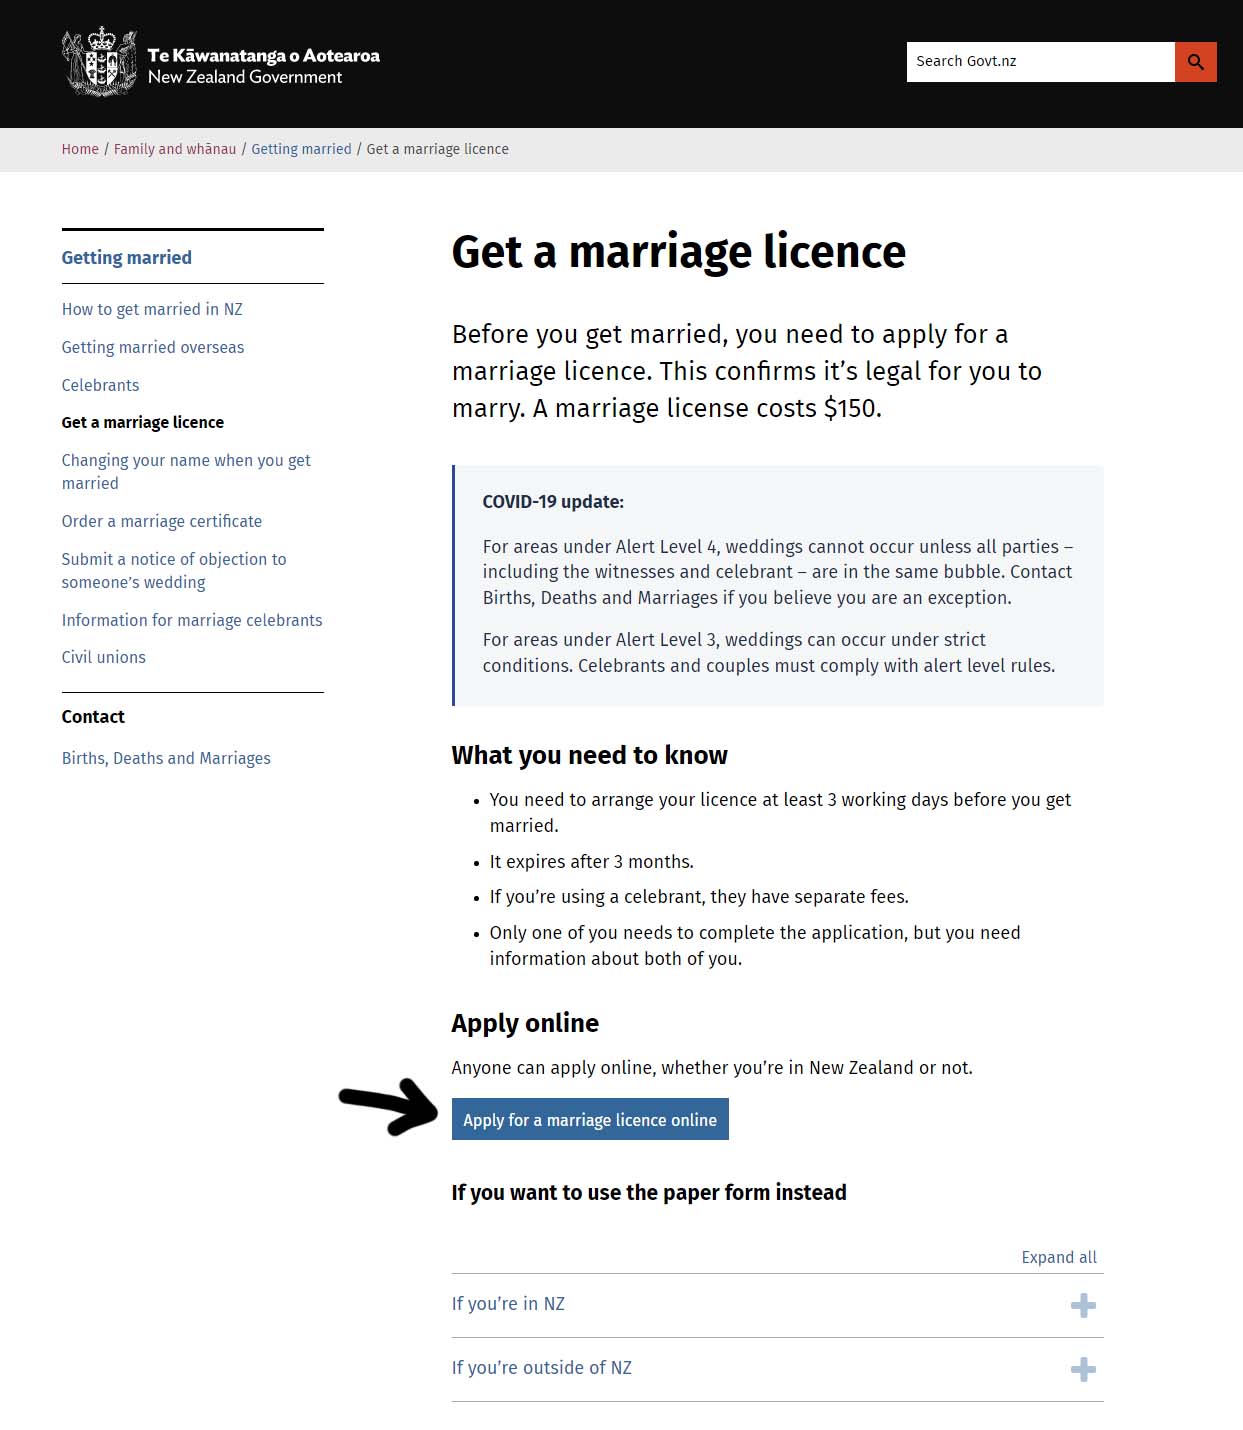 Te Kāwanatanga o Aotearoa
New Zealand Government
Search Govt.nz
Home / Family and whānau / Getting married / Get a marriage licence
Getting married
How to get married in NZ
Getting married overseas
Celebrants
Get a marriage licence
Changing your name when you get
married
Order a marriage certificate
Submit a notice of objection to
someone’s wedding
Information for marriage celebrants
Civil unions
Contact
Births, Deaths and Marriages
Get a marriage licence
Before you get married, you need to apply for a
marriage licence. This confirms it’s legal for you to
marry. A marriage license costs $150.
COVID-19 update:
For areas under Alert Level 4, weddings cannot occur unless all parties –
including the witnesses and celebrant – are in the same bubble. Contact
Births, Deaths and Marriages if you believe you are an exception.
For areas under Alert Level 3, weddings can occur under strict
conditions. Celebrants and couples must comply with alert level rules.
What you need to know
• You need to arrange your licence at least 3 working days before you get
married.
• It expires after 3 months.
• If you’re using a celebrant, they have separate fees.
• Only one of you needs to complete the application, but you need
information about both of you.
Apply online
Anyone can apply online, whether you’re in New Zealand or not.
Apply for a marriage licence online
If you want to use the paper form instead
Expand all
If you’re in NZ
If you’re outside of NZ